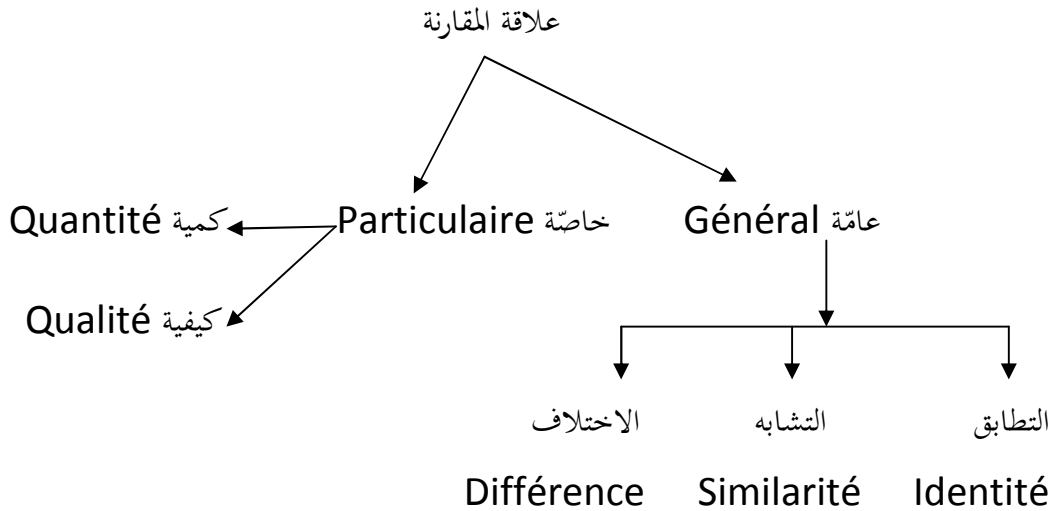 علاقة المقارنة
عامّة Général
خاصّة Particulaire
كمية Quantité
كيفية Qualité
التطابق
التشابه
الاختلاف
Identité
Similarité
Différence